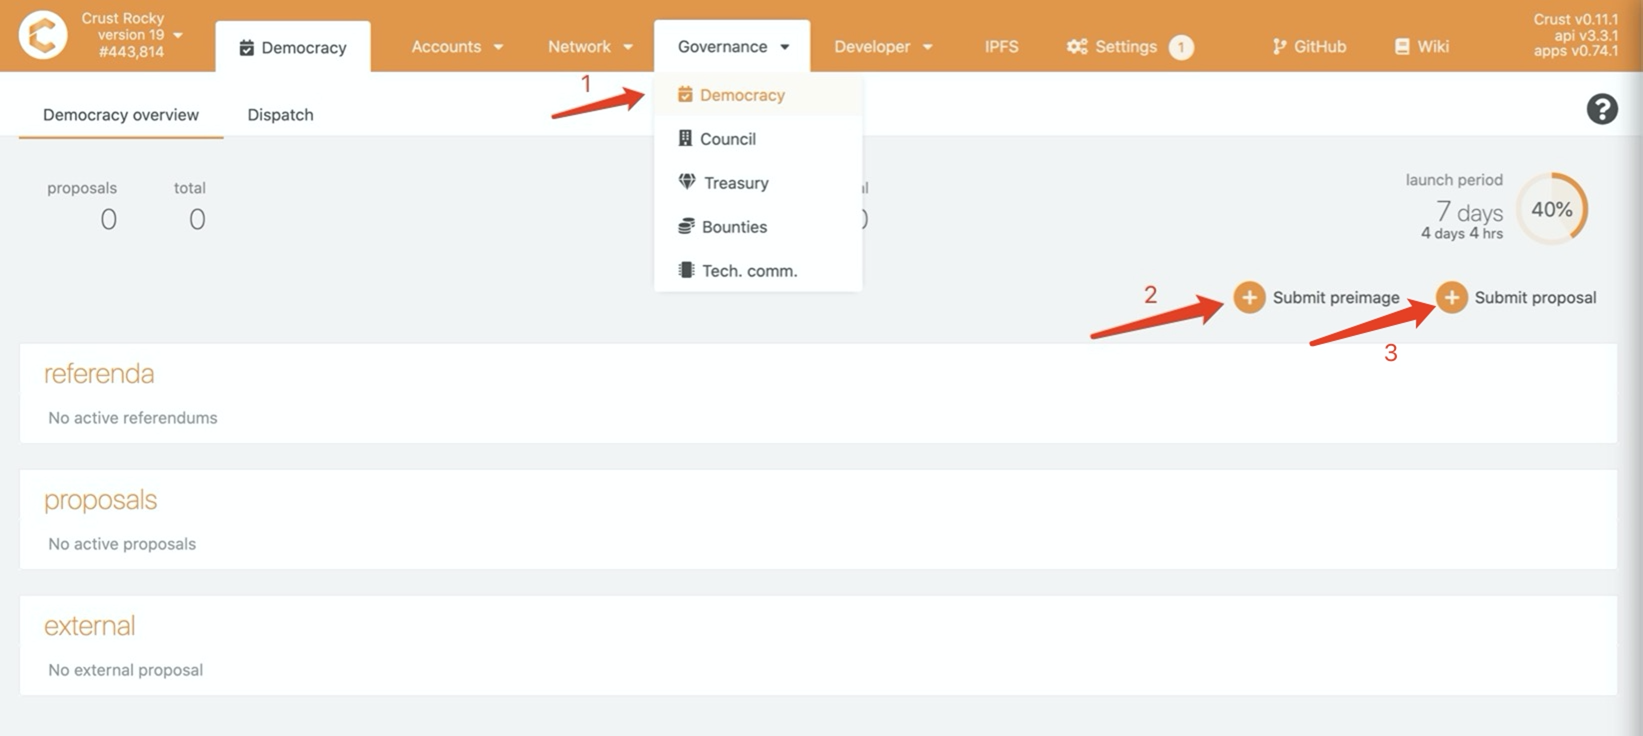 Crust Rocky
version 19
#443,814
Democracy
Accounts
Network
Governance
Developer
IPFS
Settings 1
GitHub
Wiki
Crust v0.11.1
api v3.3.1
apps v0.74.1
1
Democracy
Council
Treasury
Bounties
Tech. comm.
Democracy overview
Dispatch
?
proposals
0
total
0
launch period
7 days
4 days 4 hrs
40%
2
Submit preimage
Submit proposal
3
referenda
No active referendums
proposals
No active proposals
external
No external proposal